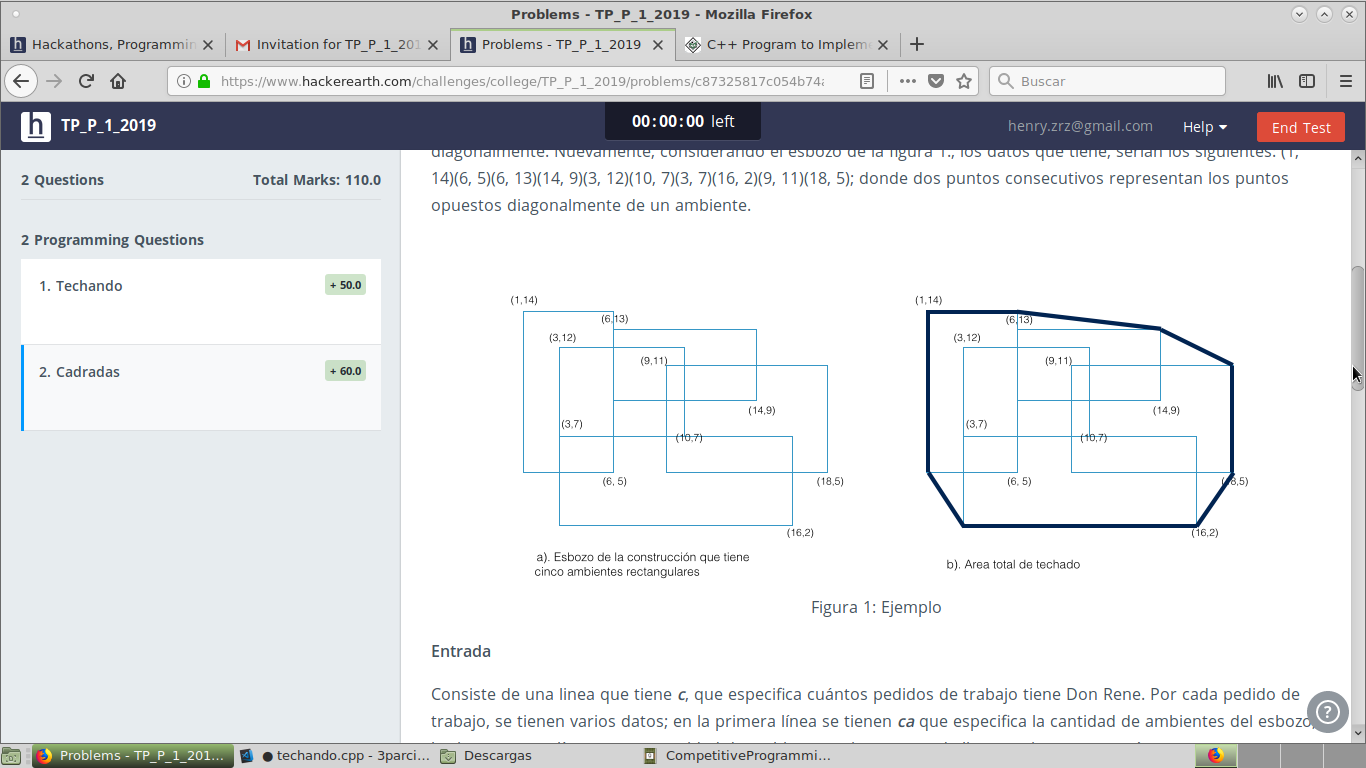 Problems - TP_P_1_2019 - Mozilla Firefox
Hackathons, Programmin
Invitation for TP_P_1_201
Problems - TP_P_1_2019
C++ Program to Implem
https://www.hackerearth.com/challenges/college/TP_P_1_2019/problems/c87325817c054b74
Buscar
h TP_P_1_2019
00:00:00 left
henry.zrz@gmail.com
Help
End Test
2 Questions
Total Marks: 110.0
2 Programming Questions
1. Techando
+ 50.0
2. Cadradas
+ 60.0
diagonalmente. Nuevamente, considerando el esbozo de la figura 1., los datos que tiene, serían los siguientes: (1,
14)(6, 5)(6, 13)(14, 9)(3, 12)(10, 7)(3, 7)(16, 2)(9, 11)(18, 5); donde dos puntos consecutivos representan los puntos
opuestos diagonalmente de un ambiente.
(1,14)
(6,13)
(3,12)
(9,11)
(14,9)
(3,7)
(10,7)
(6, 5)
(18,5)
(16,2)
a). Esbozo de la construcción que tiene
cinco ambientes rectangulares
(1,14)
(6,13)
(3,12)
(9,11)
(14,9)
(3,7)
(10,7)
(6, 5)
(18,5)
(16,2)
b). Area total de techado
Figura 1: Ejemplo
Entrada
Consiste de una linea que tiene c, que especifica cuántos pedidos de trabajo tiene Don Rene. Por cada pedido de
trabajo, se tienen varios datos; en la primera línea se tienen ca que especifica la cantidad de ambientes del esbozo,
Problems - TP_P_1_201...
● techando.cpp - 3parci...
Descargas
CompetitiveProgrammi...